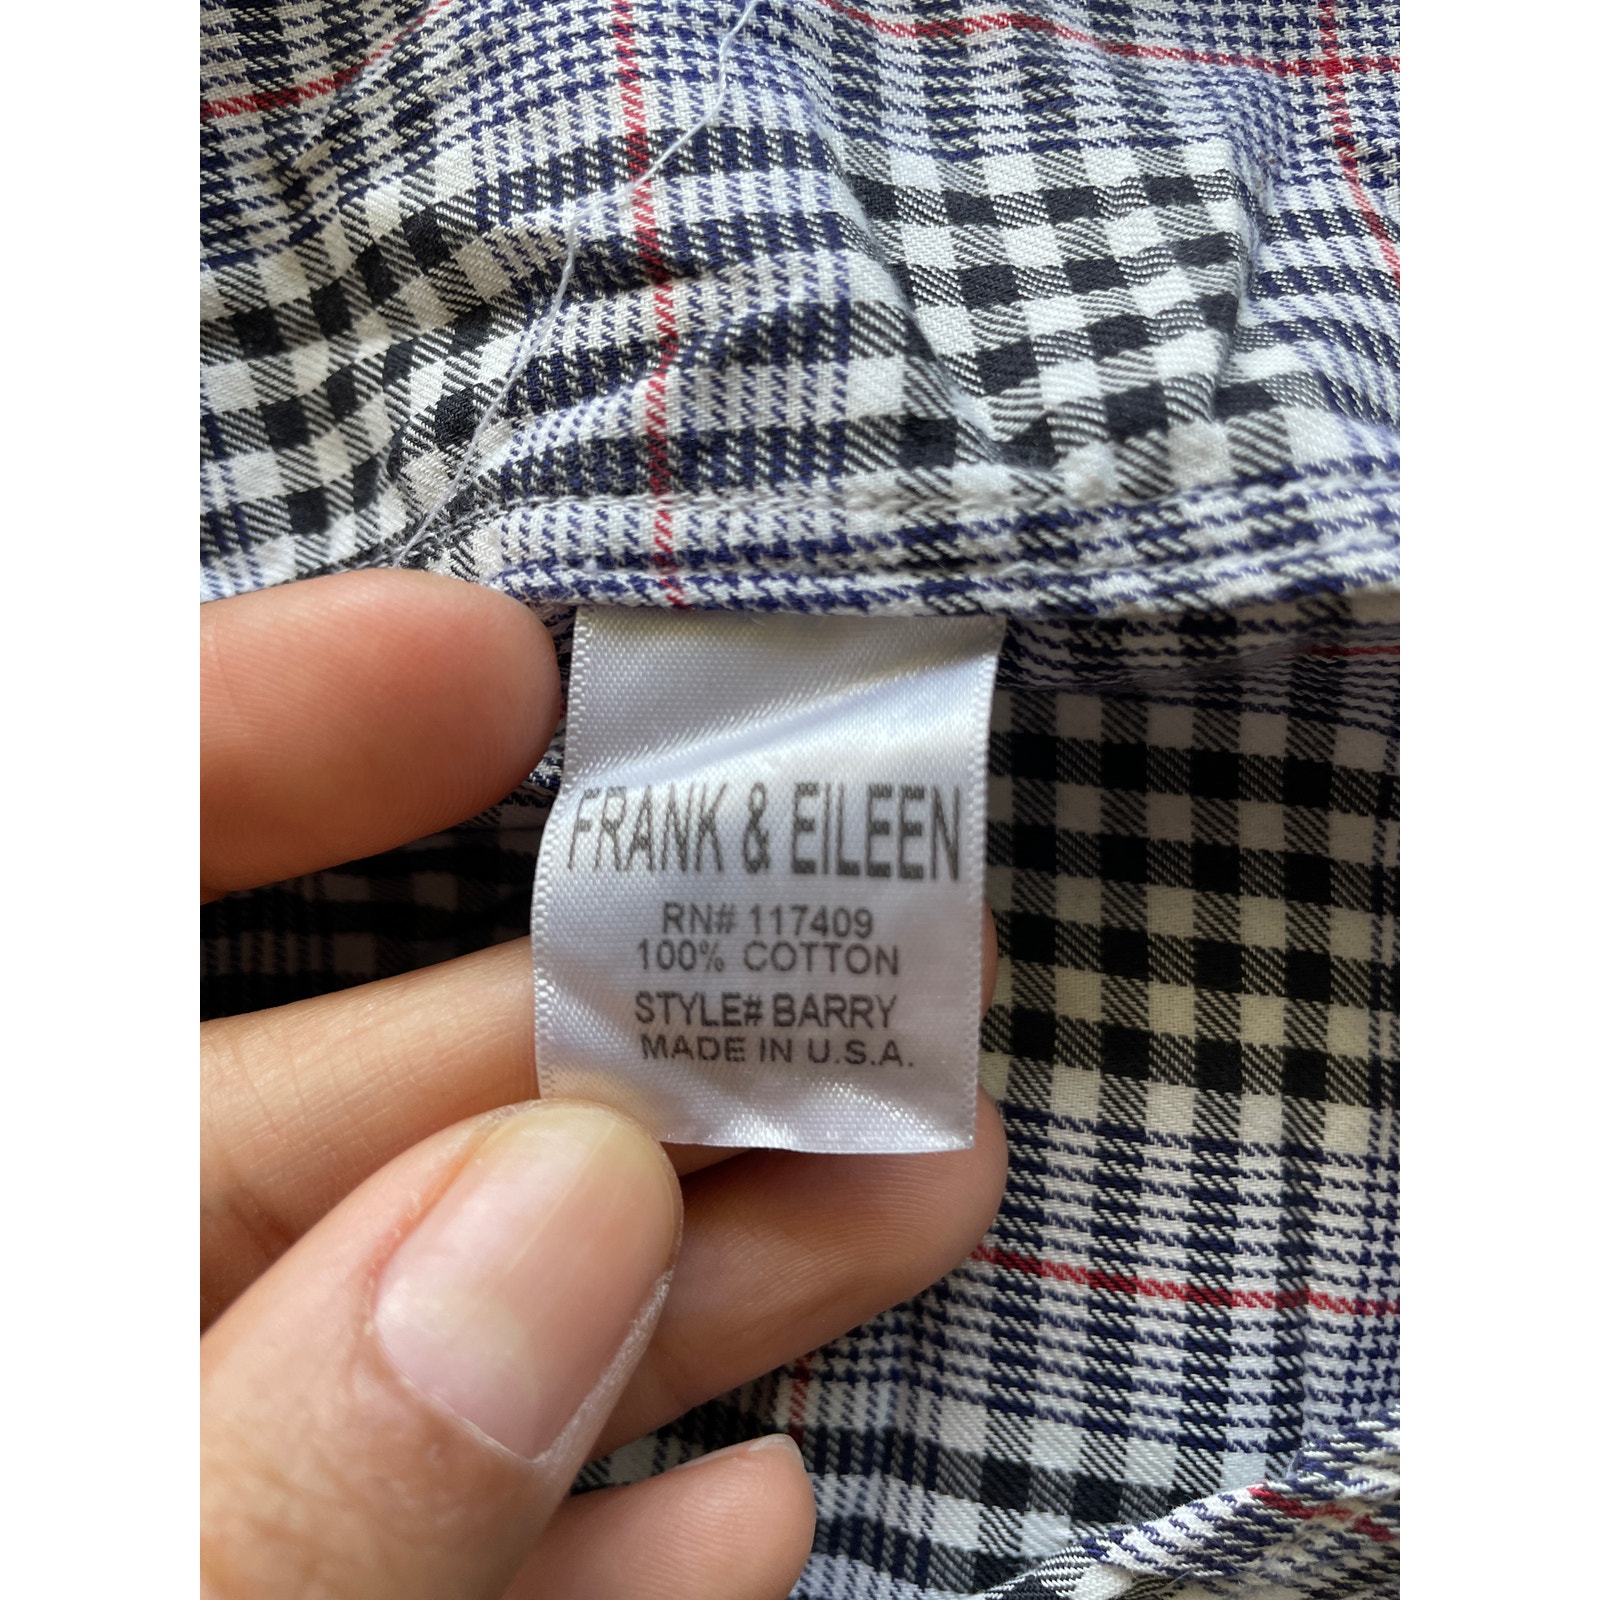 FRANK & EILEEN
RN# 117409
100% COTTON
STYLE# BARRY
MADE IN U.S.A.